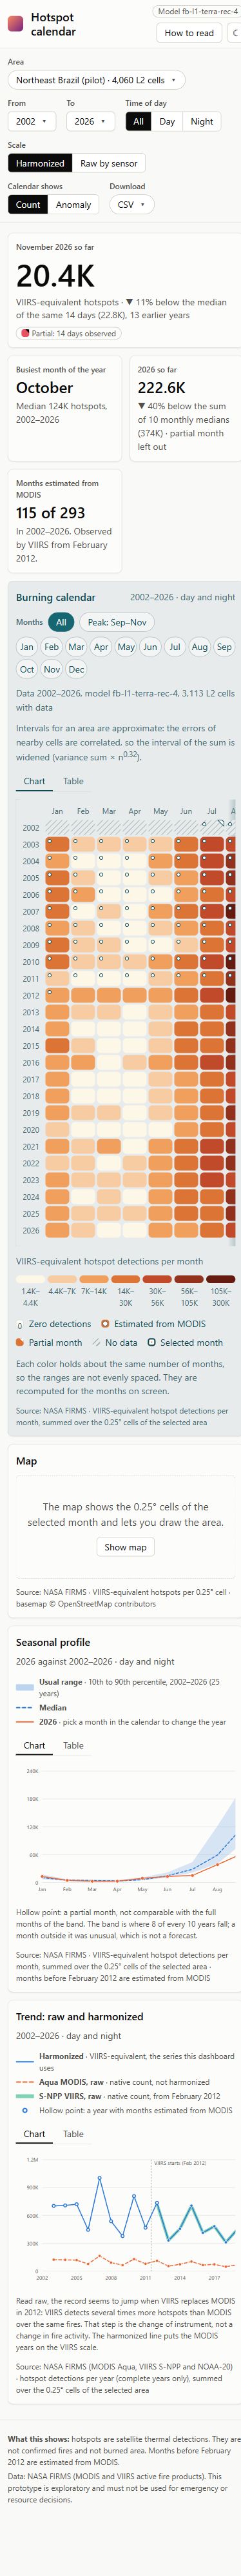 Model fb-l1-terra-rec-4
Hotspot
calendar
How to read
Area
Northeast Brazil (pilot) · 4,060 L2 cells
From
To
Time of day
2002
2026
All
Day
Night
Scale
Harmonized
Raw by sensor
Calendar shows
Download
Count
Anomaly
CSV
November 2026 so far
20.4K
VIIRS-equivalent hotspots · ▼ 11% below the median
of the same 14 days (22.8K), 13 earlier years
Partial: 14 days observed
Busiest month of the year
October
Median 124K hotspots,
2002–2026
2026 so far
222.6K
▼ 40% below the sum
of 10 monthly medians
(374K) · partial month
left out
Months estimated from
MODIS
115 of 293
In 2002–2026. Observed
by VIIRS from February
2012.
Burning calendar
2002–2026 · day and night
Months
All
Peak: Sep–Nov
Jan
Feb
Mar
Apr
May
Jun
Jul
Aug
Sep
Oct
Nov
Dec
Data 2002–2026, model fb-l1-terra-rec-4, 3,113 L2 cells
with data
Intervals for an area are approximate: the errors of
nearby cells are correlated, so the interval of the sum is
widened (variance sum × n^0.32).
Chart
Table
Jan Feb Mar Apr May Jun Jul A
2002
2003
2004
2005
2006
2007
2008
2009
2010
2011
2012
2013
2014
2015
2016
2017
2018
2019
2020
2021
2022
2023
2024
2025
2026
VIIRS-equivalent hotspot detections per month
1.4K–4.4K
4.4K–7K
7K–14K
14K–30K
30K–56K
56K–105K
105K–300K
0 Zero detections
Estimated from MODIS
Partial month
No data
Selected month
Each color holds about the same number of months,
so the ranges are not evenly spaced. They are
recomputed for the months on screen.
Source: NASA FIRMS · VIIRS-equivalent hotspot detections per
month, summed over the 0.25° cells of the selected area
Map
The map shows the 0.25° cells of the
selected month and lets you draw the area.
Show map
Source: NASA FIRMS · VIIRS-equivalent hotspots per 0.25° cell ·
basemap © OpenStreetMap contributors
Seasonal profile
2026 against 2002–2026 · day and night
Usual range · 10th to 90th percentile, 2002–2026 (25
years)
Median
2026 · pick a month in the calendar to change the year
Chart
Table
240K
180K
120K
60K
0
Jan Feb Mar Apr May Jun Jul Aug
Hollow point: a partial month, not comparable with the full
months of the band. The band is where 8 of every 10 years fall; a
month outside it was unusual, which is not a forecast.
Source: NASA FIRMS · VIIRS-equivalent hotspot detections per
month, summed over the 0.25° cells of the selected area ·
months before February 2012 are estimated from MODIS
Trend: raw and harmonized
2002–2026 · day and night
Harmonized · VIIRS-equivalent, the series this dashboard
uses
Aqua MODIS, raw · native count, not harmonized
S-NPP VIIRS, raw · native count, from February 2012
Hollow point: a year with months estimated from MODIS
Chart
Table
1.2M
VIIRS starts (Feb 2012)
900K
600K
300K
0
2002 2005 2008 2011 2014 2017
Read raw, the record seems to jump when VIIRS replaces MODIS
in 2012: VIIRS detects several times more hotspots than MODIS
over the same fires. That step is the change of instrument, not a
change in fire activity. The harmonized line puts the MODIS
years on the VIIRS scale.
Source: NASA FIRMS (MODIS Aqua, VIIRS S-NPP and NOAA-20)
· hotspot detections per year (complete years only), summed
over the 0.25° cells of the selected area
What this shows: hotspots are satellite thermal detections. They are
not confirmed fires and not burned area. Months before February
2012 are estimated from MODIS.
Data: NASA FIRMS (MODIS and VIIRS active fire products). This
prototype is exploratory and must not be used for emergency or
resource decisions.